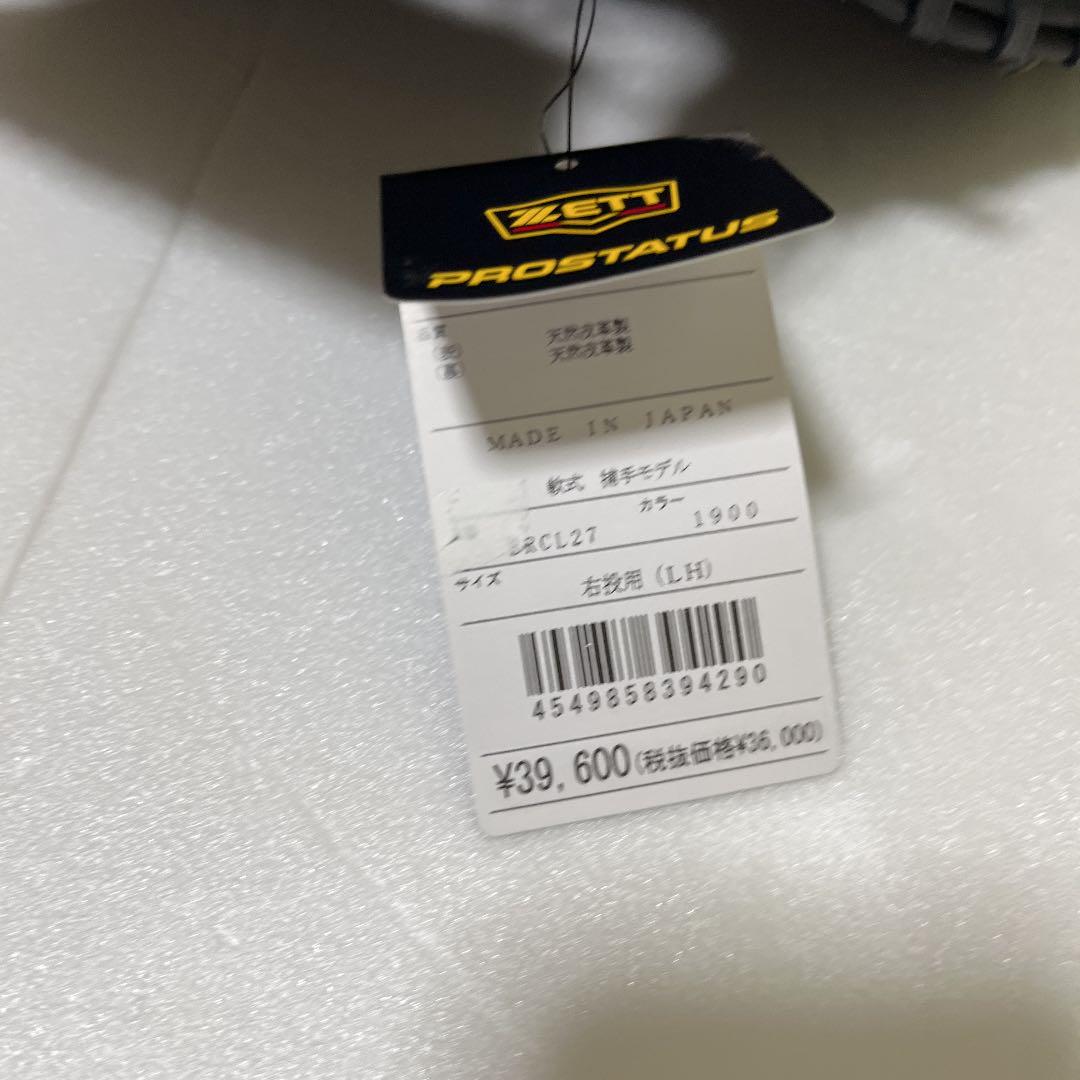 ZETT
PROSTATUS
品質
(表) 天然皮革製
(裏) 天然皮革製
MADE IN JAPAN
軟式 捕手モデル
カラー
BRCL27 1900
サイズ
右投用(LH)
4549858394290
¥39,600(税抜価格¥36,000)